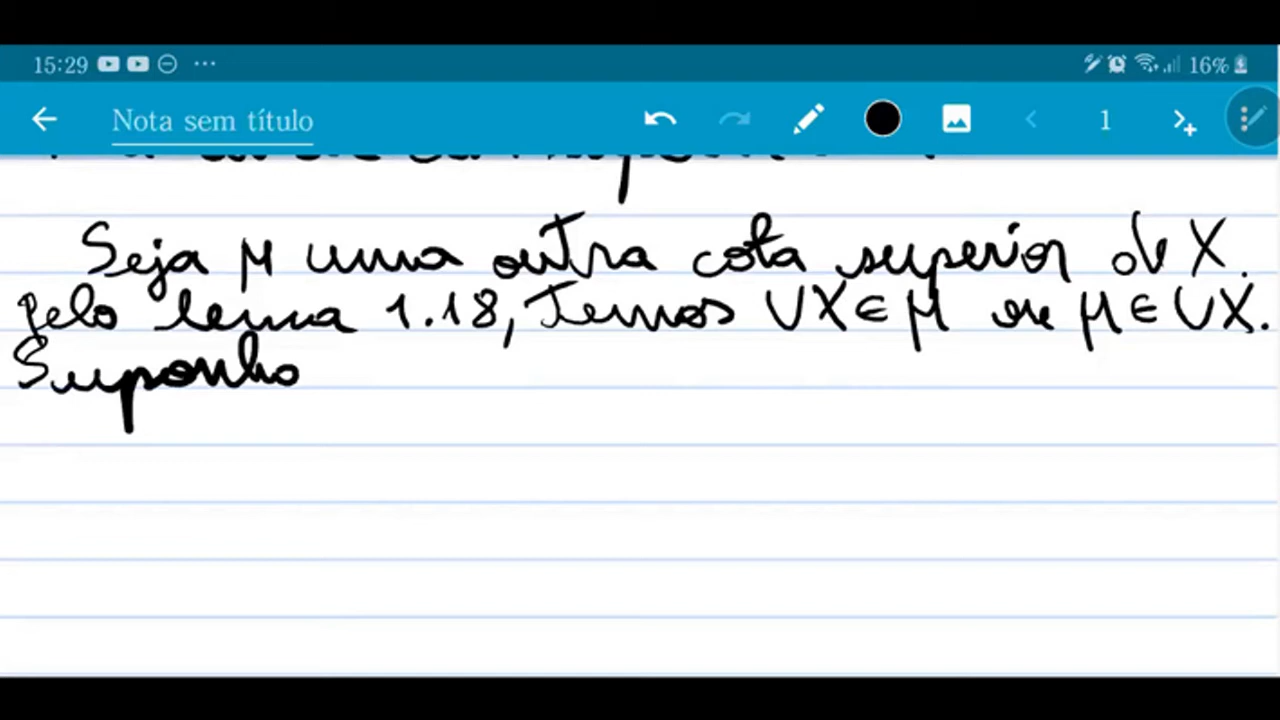 15:29 ... 16%
Nota sem título 1
Seja μ uma outra cota superior de X.
Pelo lema 1.18, temos ∪X ∈ μ ou μ ∈ ∪X.
Suponho